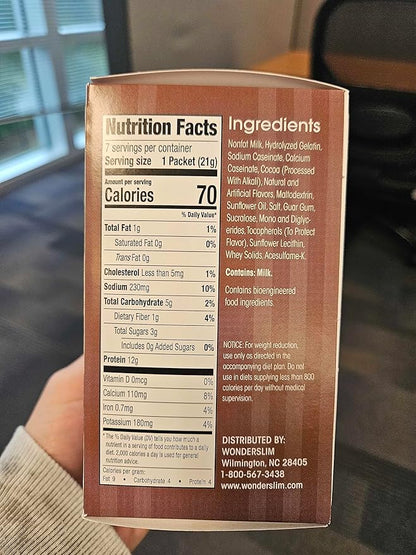 Nutrition Facts
7 servings per container
Serving size 1 Packet (21g)
Amount per serving
Calories 70
% Daily Value*
Total Fat 1g 1%
Saturated Fat 0g 0%
Trans Fat 0g
Cholesterol Less than 5mg 1%
Sodium 230mg 10%
Total Carbohydrate 5g 2%
Dietary Fiber 1g 4%
Total Sugars 3g
Includes 0g Added Sugars 0%
Protein 12g
Vitamin D 0mcg 0%
Calcium 110mg 8%
Iron 0.7mg 4%
Potassium 180mg 4%
*The % Daily Value (DV) tells you how much a
nutrient in a serving of food contributes to a daily
diet. 2,000 calories a day is used for general
nutrition advice.
Calories per gram:
Fat 9 • Carbohydrate 4 • Protein 4
Ingredients
Nonfat Milk, Hydrolyzed Gelatin,
Sodium Caseinate, Calcium
Caseinate, Cocoa (Processed
With Alkali), Natural and
Artificial Flavors, Maltodextrin,
Sunflower Oil, Salt, Guar Gum,
Sucralose, Mono and Diglyc-
erides, Tocopherols (To Protect
Flavor), Sunflower Lecithin,
Whey Solids, Acesulfame-K.
Contains: Milk.
Contains bioengineered
food ingredients.
NOTICE: For weight reduction,
use only as directed in the
accompanying diet plan. Do not
use in diets supplying less than 800
calories per day without medical
supervision.
DISTRIBUTED BY:
WONDERSLIM
Wilmington, NC 28405
1-800-567-3438
www.wonderslim.com